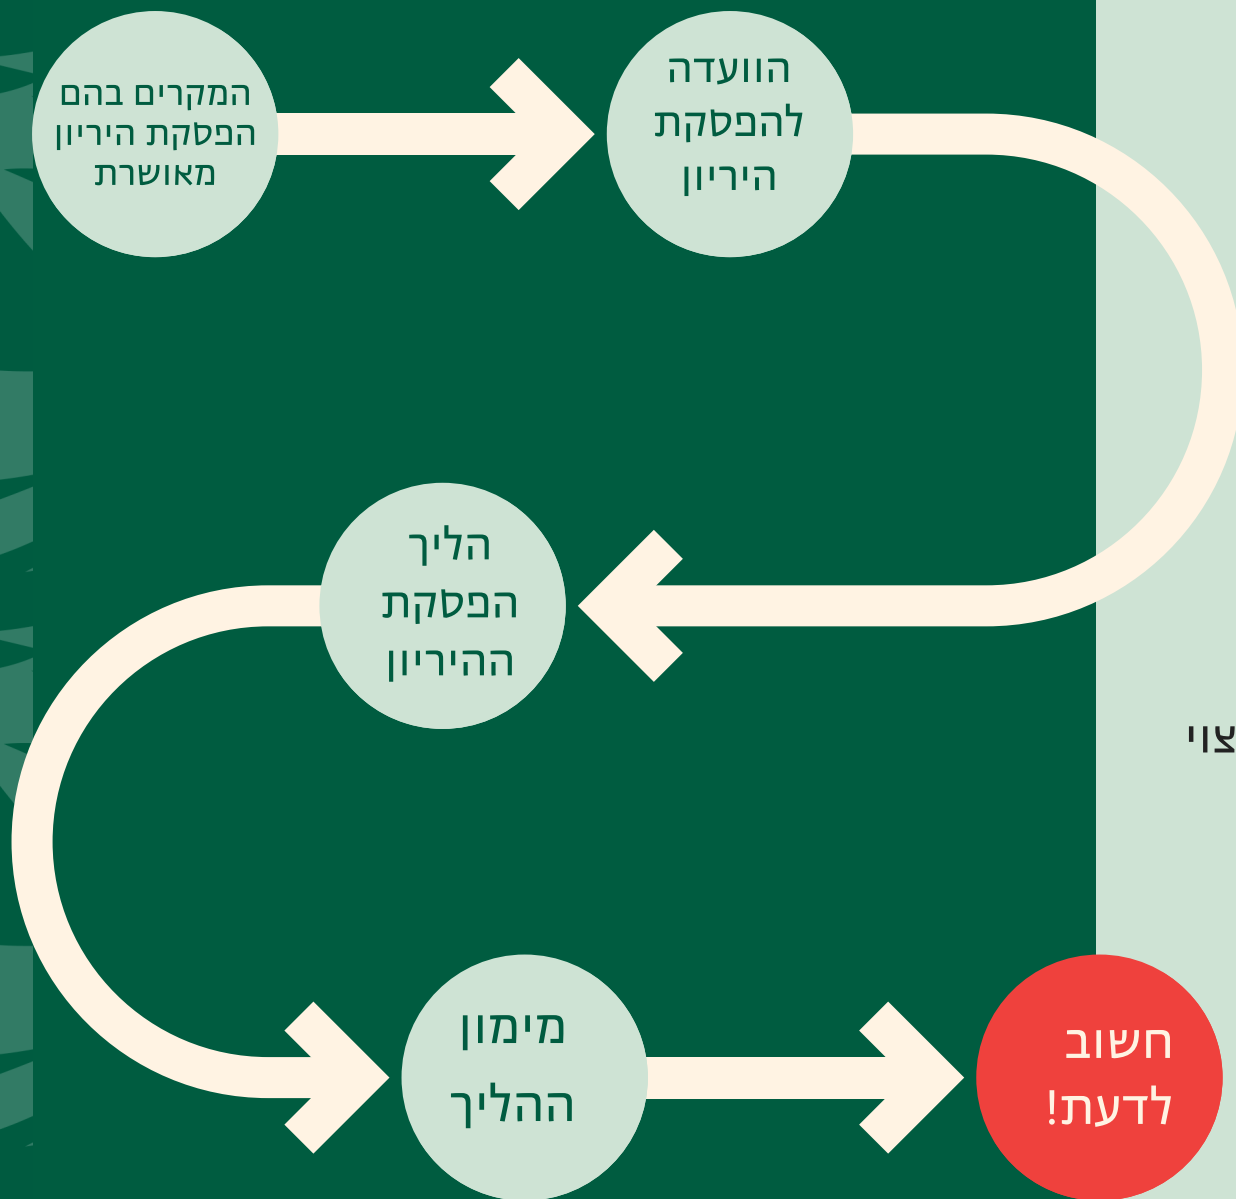 המקרים בהם
הפסקת היריון
מאושרת
הוועדה
להפסקת
היריון
הליך
הפסקת
ההיריון
מימון
ההליך
חשוב
לדעת!